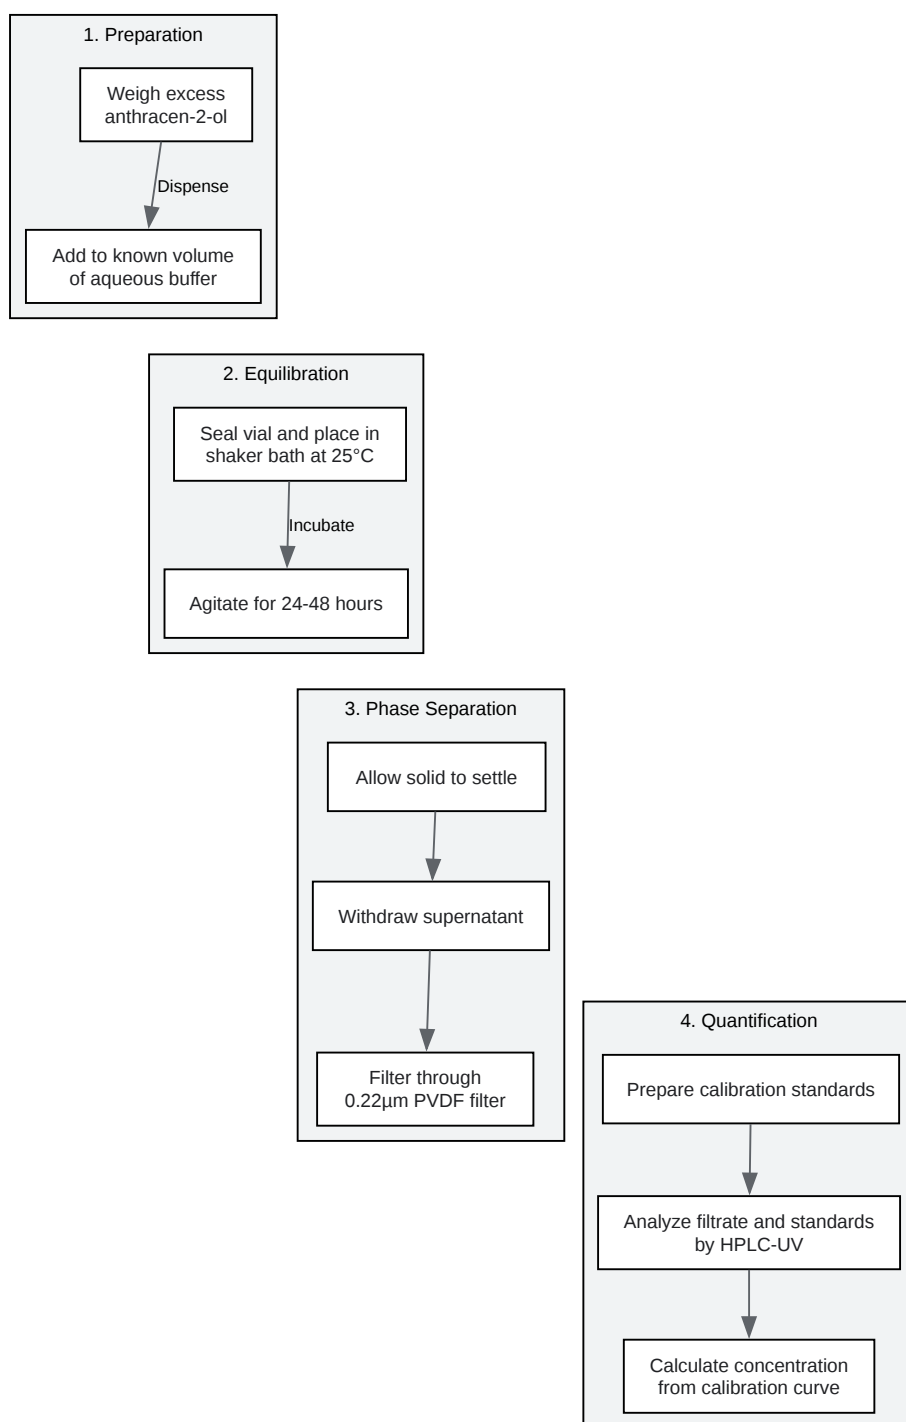 1. Preparation
Weigh excess
anthracen-2-ol
Dispense
Add to known volume
of aqueous buffer
2. Equilibration
Seal vial and place in
shaker bath at 25°C
Incubate
Agitate for 24-48 hours
3. Phase Separation
Allow solid to settle
Withdraw supernatant
Filter through
0.22µm PVDF filter
4. Quantification
Prepare calibration standards
Analyze filtrate and standards
by HPLC-UV
Calculate concentration
from calibration curve